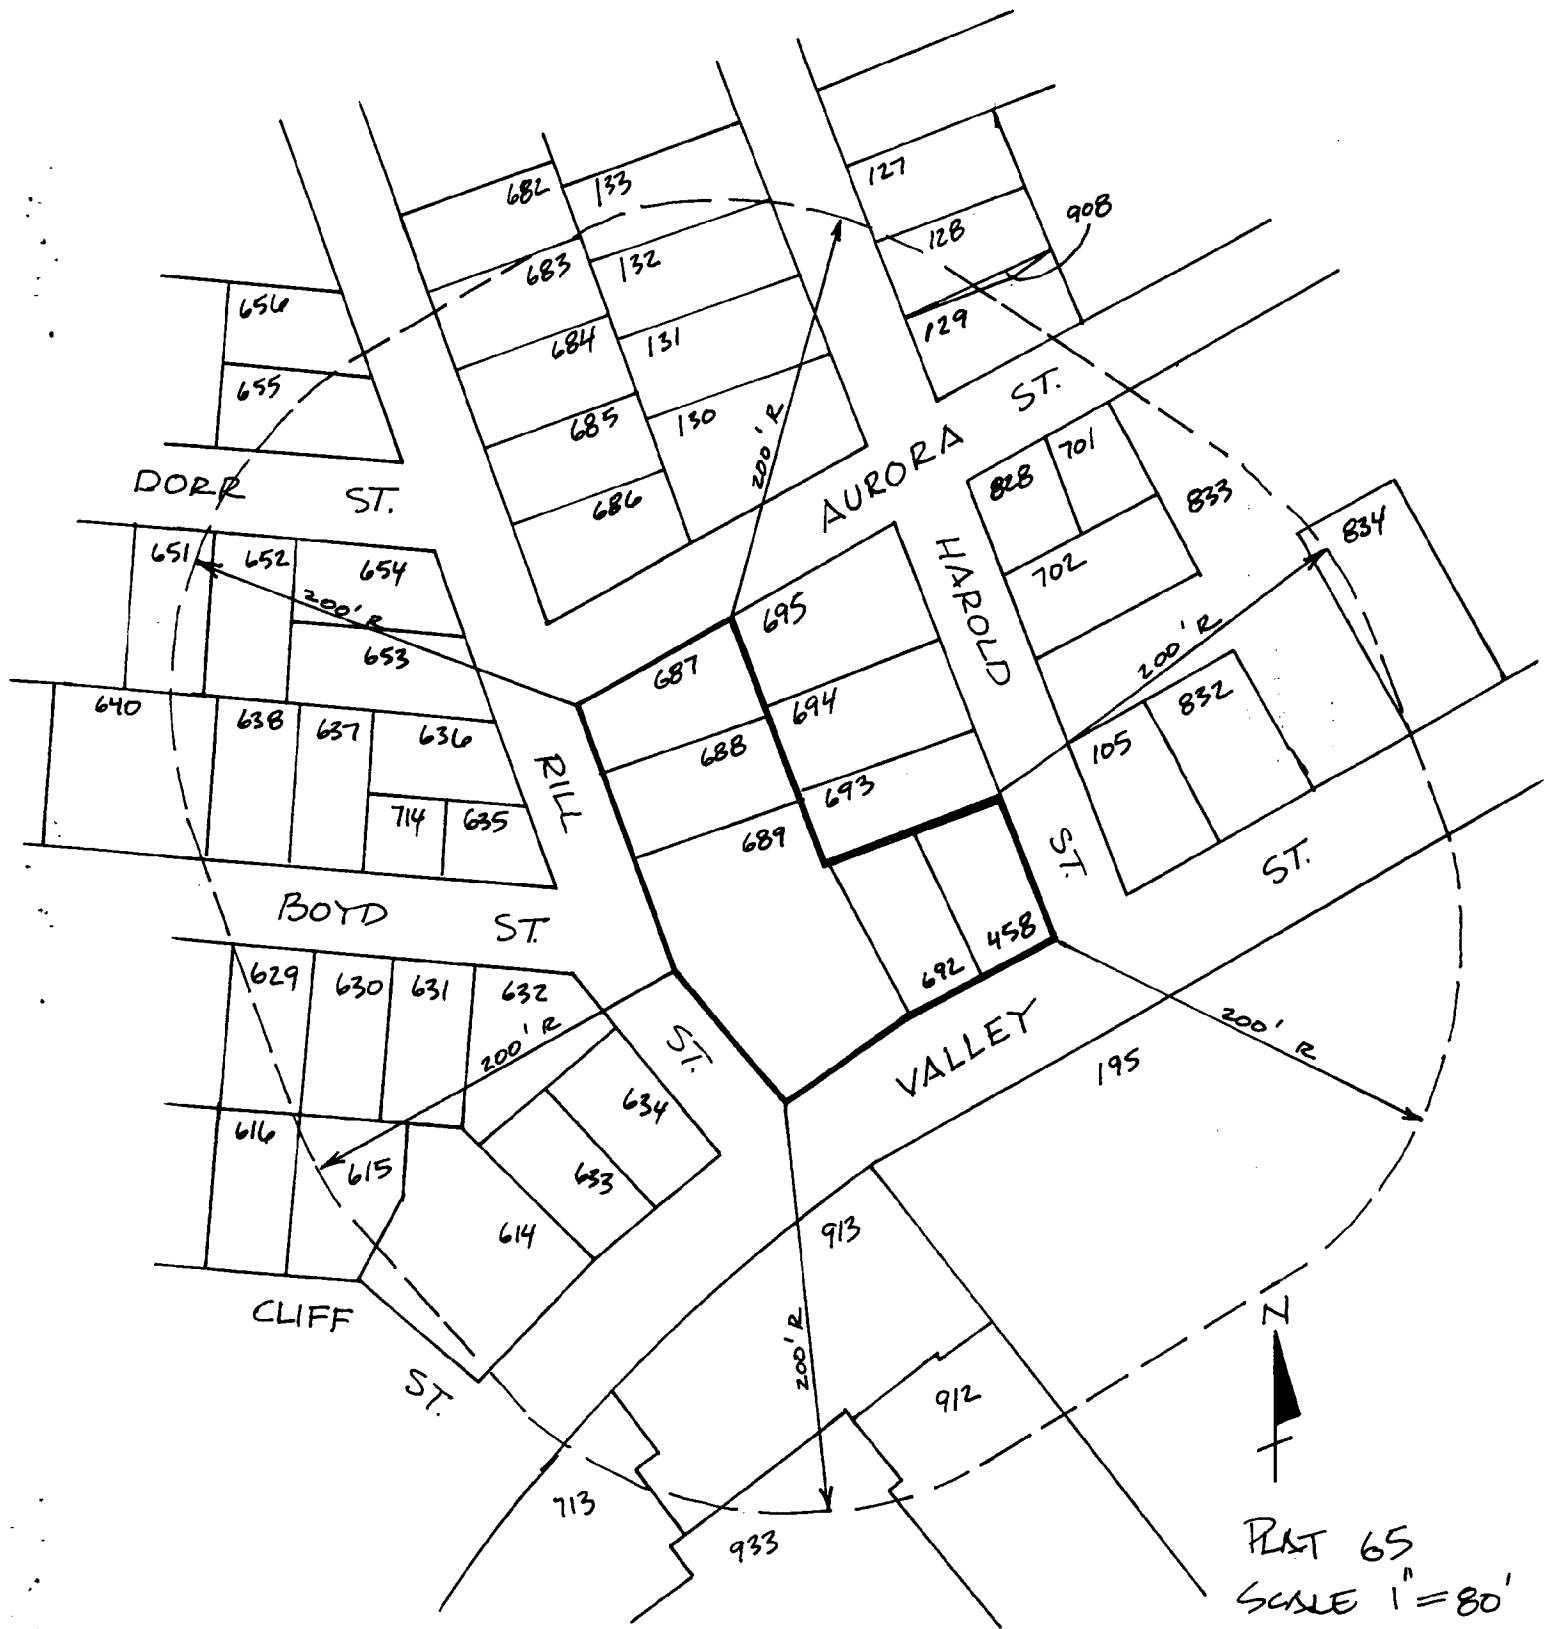 682
133
127
908
128
683
132
656
684
131
129
655
685
130
ST.
701
200' R
AURORA
828
833
686
834
DORR
ST.
651
652
654
702
HAROLD
200' R
695
653
200' R
687
640
638
637
636
694
832
688
105
RILL
693
714
635
689
ST.
ST.
BOYD
ST.
458
692
629
630
631
632
200' R
ST.
VALLEY
200' R
195
634
616
615
633
614
913
CLIFF
N
200' R
ST.
912
713
933
PLAT 65
SCALE 1"=80'